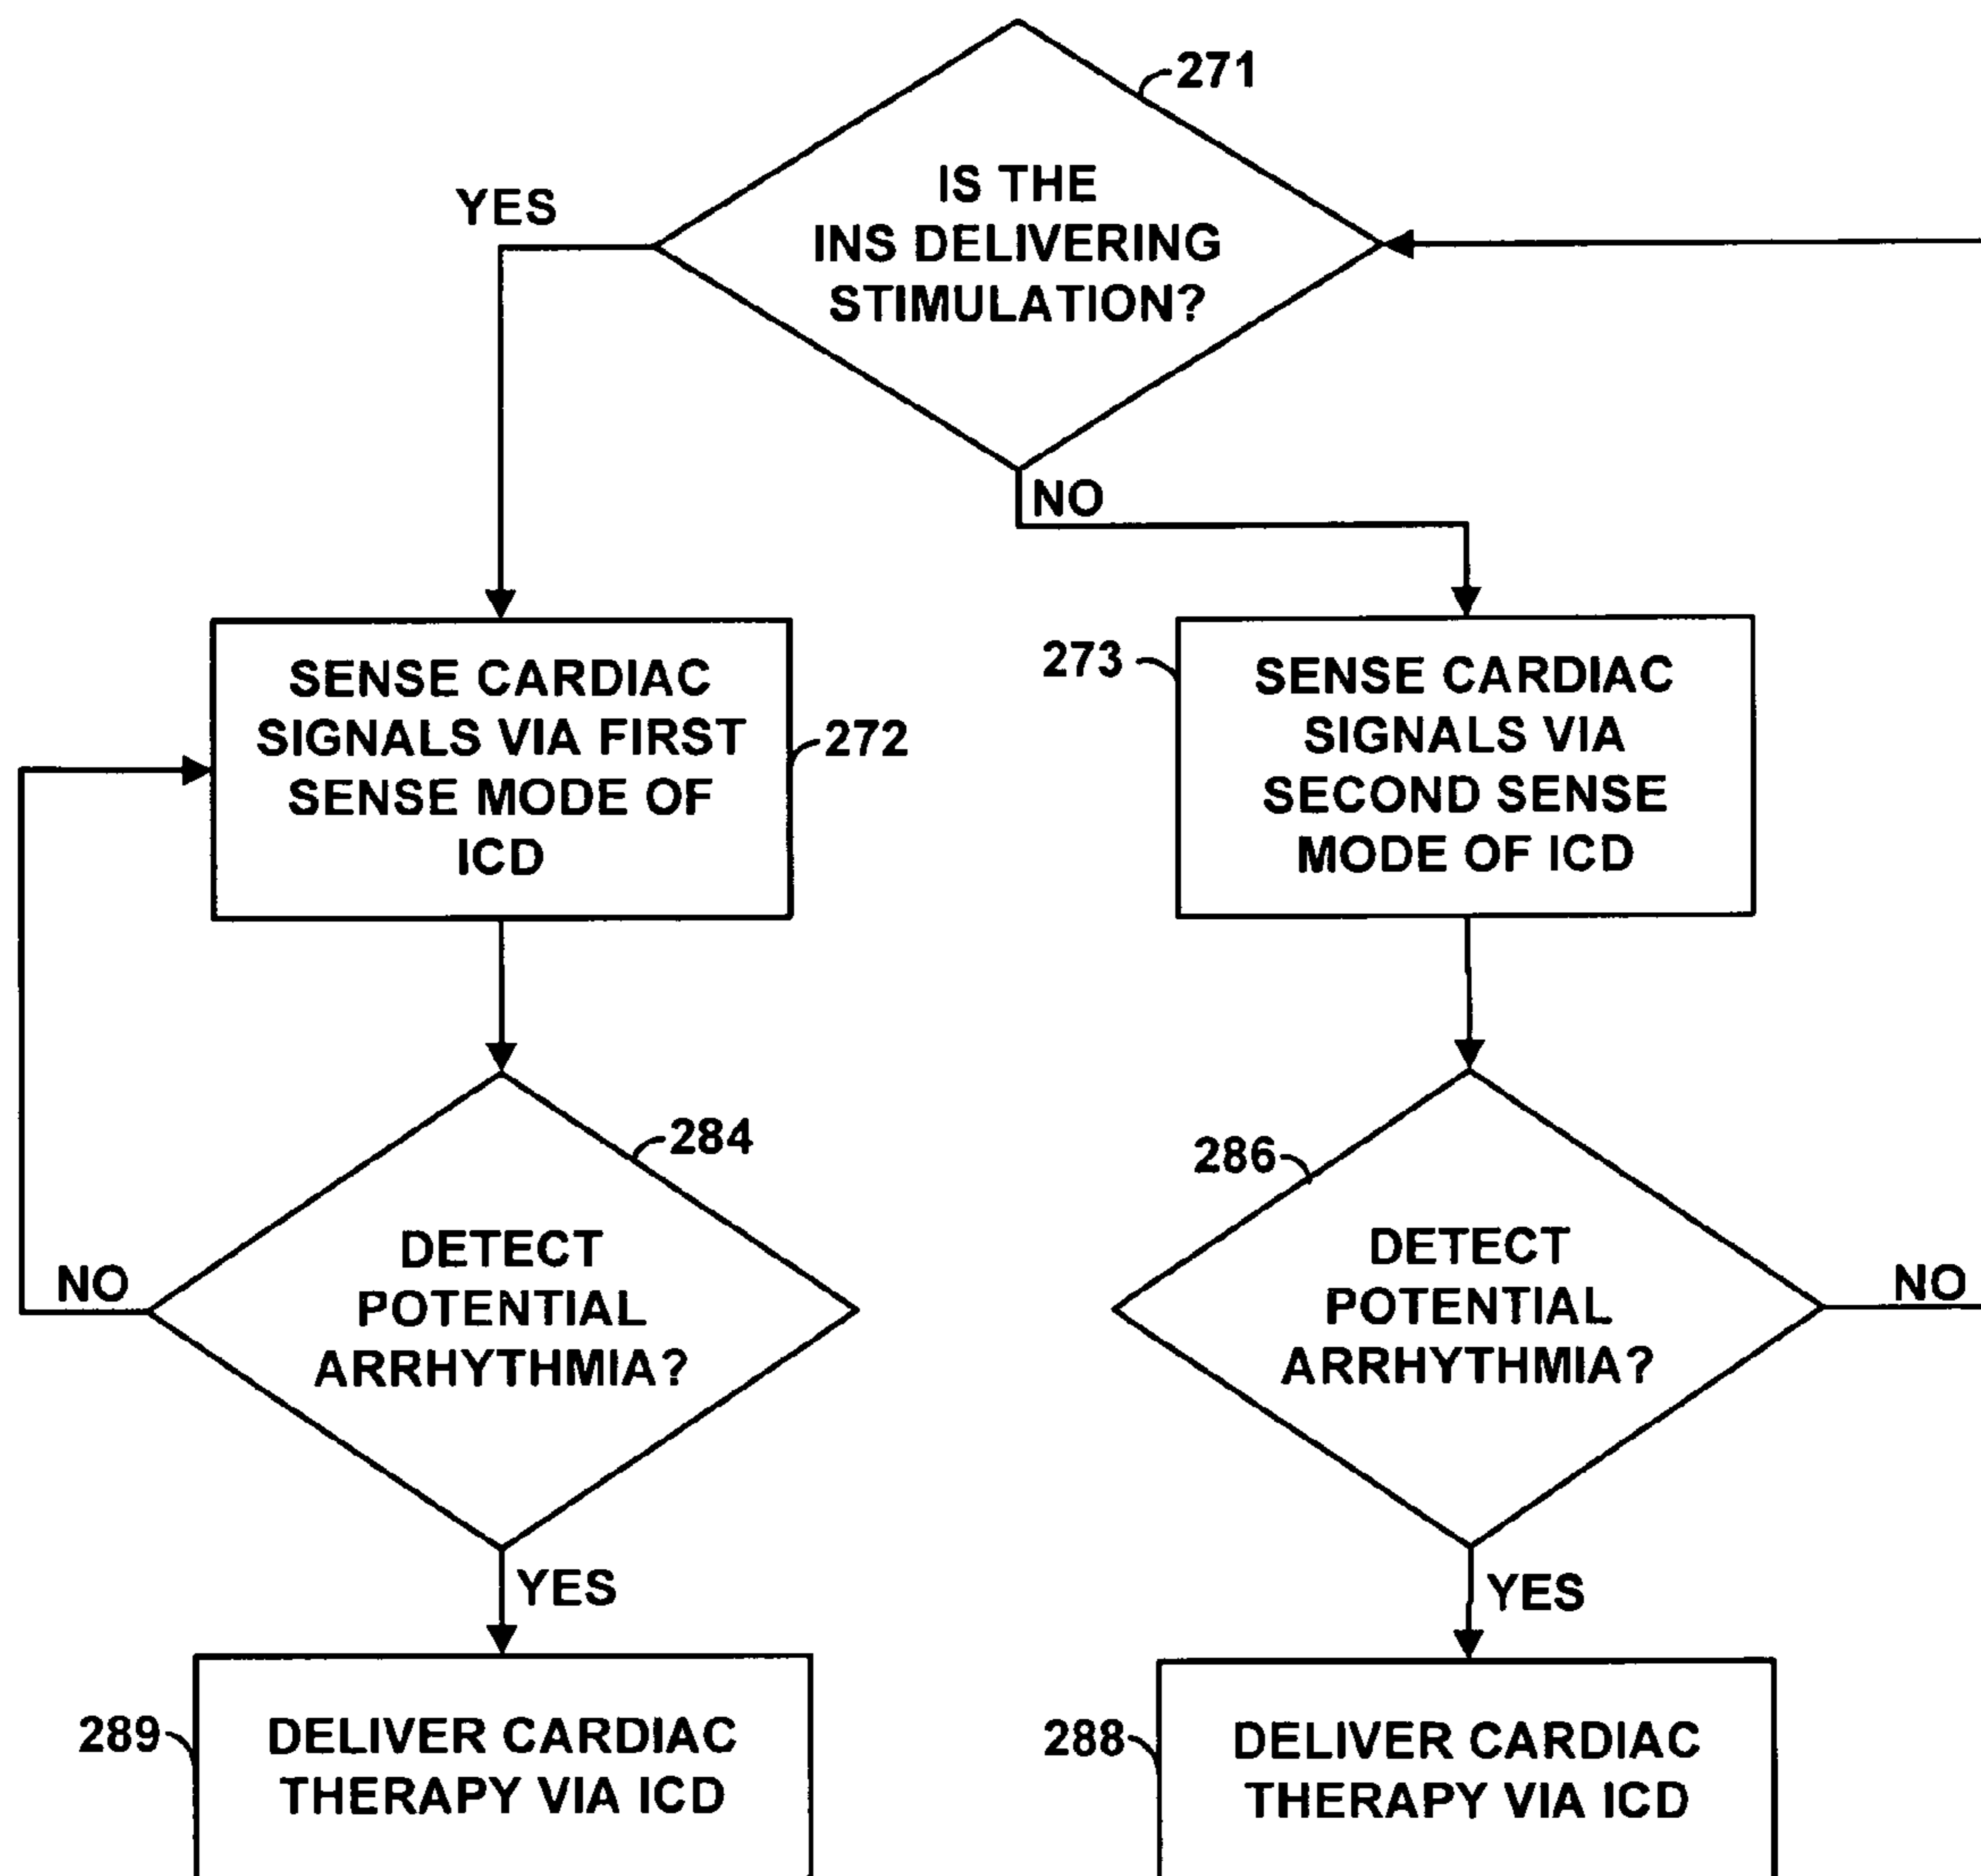 271
IS THE
INS DELIVERING
STIMULATION?
YES
NO
SENSE CARDIAC
SIGNALS VIA FIRST
SENSE MODE OF
ICD
272
273
SENSE CARDIAC
SIGNALS VIA
SECOND SENSE
MODE OF ICD
284
DETECT
POTENTIAL
ARRHYTHMIA?
NO
YES
286
DETECT
POTENTIAL
ARRHYTHMIA?
NO
YES
289
DELIVER CARDIAC
THERAPY VIA ICD
288
DELIVER CARDIAC
THERAPY VIA ICD